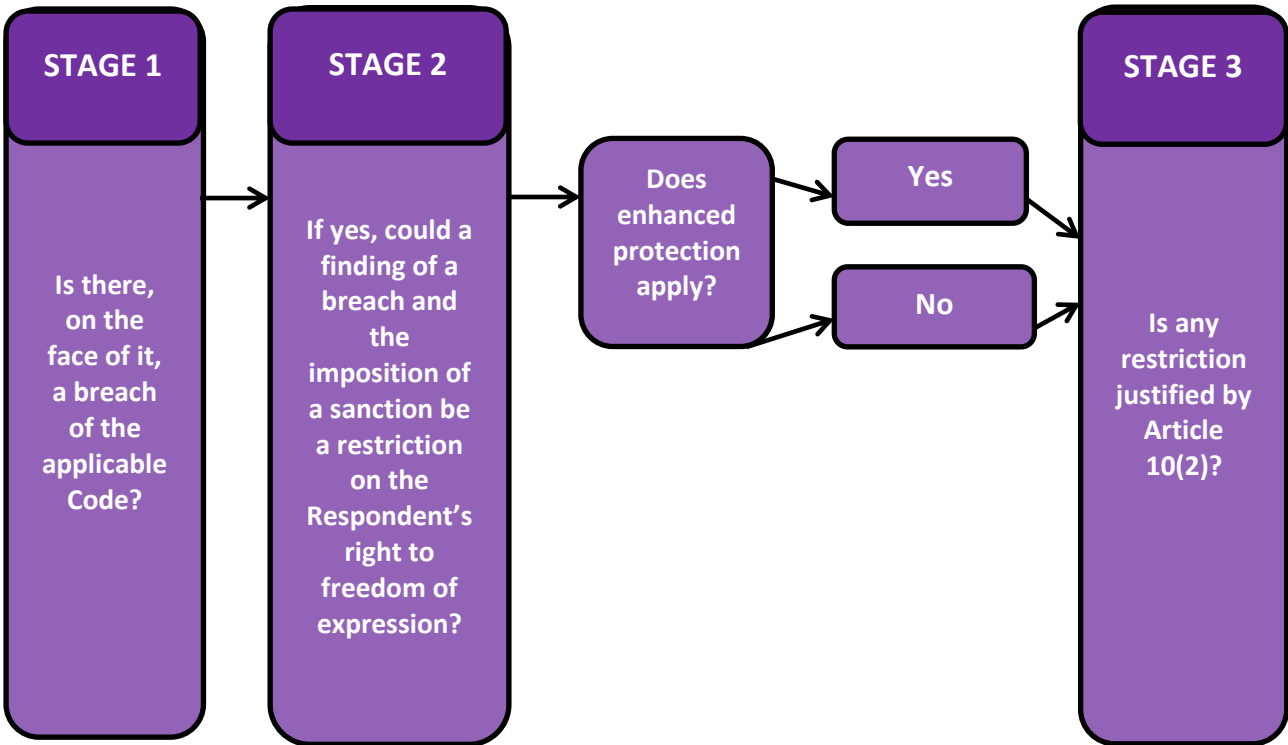 STAGE 1
Is there,
on the
face of it,
a breach
of the
applicable
Code?
STAGE 2
If yes, could a
finding of a
breach and
the
imposition of
a sanction be
a restriction
on the
Respondent’s
right to
freedom of
expression?
Does
enhanced
protection
apply?
Yes
No
STAGE 3
Is any
restriction
justified by
Article
10(2)?